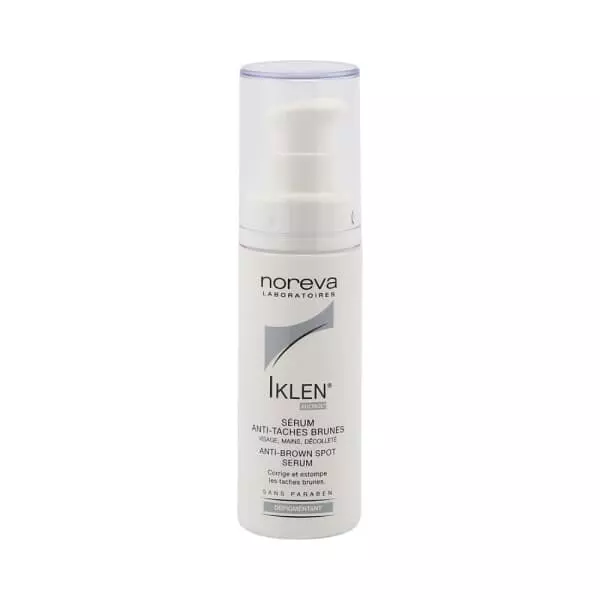 noreva
LABORATOIRES
IKLEN®
SÉRUM
ANTI-TACHES BRUNES
VISAGE, MAINS, DÉCOLLETÉ
ANTI-BROWN SPOT
SERUM
Corrige et estompe
les taches brunes.
SANS PARABEN
DÉPIGMENTANT